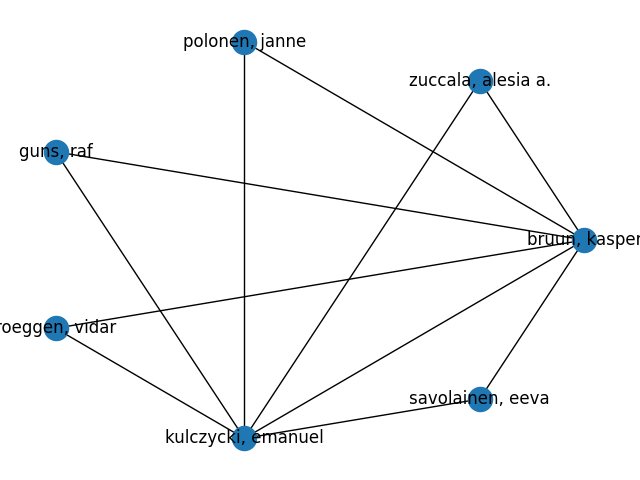 polonen, janne
zuccala, alesia a.
guns, raf
bruun, kasper
roeggen, vidar
savolainen, eeva
kulczycki, emanuel